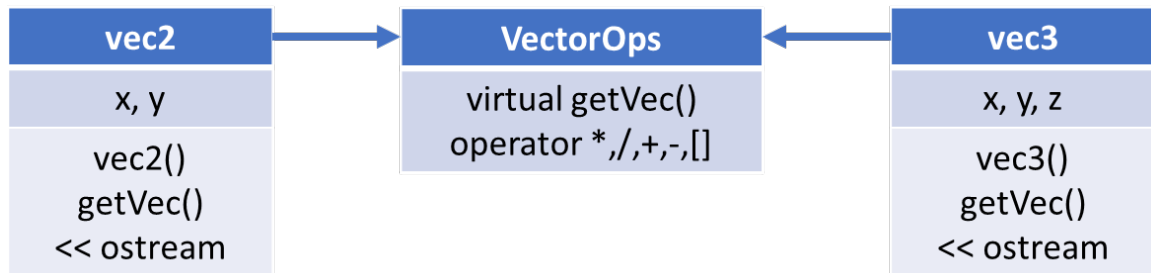 vec2
x, y
vec2()
getVec()
<< ostream
VectorOps
virtual getVec()
operator *,/,+,-,[]
vec3
x, y, z
vec3()
getVec()
<< ostream